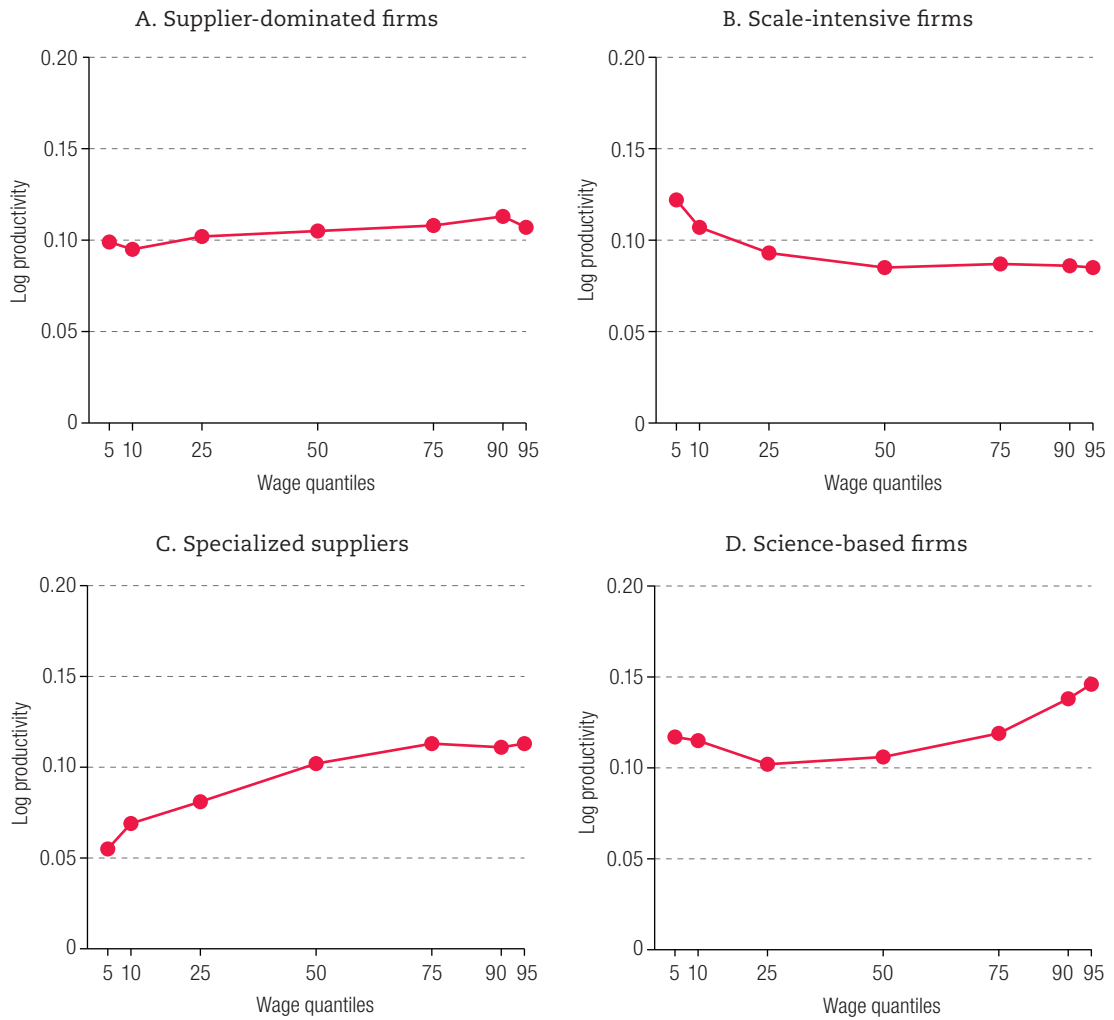 A. Supplier-dominated firms
0.20
0.15
0.10
0.05
0
Log productivity
5 10 25 50 75 90 95
Wage quantiles
B. Scale-intensive firms
0.20
0.15
0.10
0.05
0
Log productivity
5 10 25 50 75 90 95
Wage quantiles
C. Specialized suppliers
0.20
0.15
0.10
0.05
0
Log productivity
5 10 25 50 75 90 95
Wage quantiles
D. Science-based firms
0.20
0.15
0.10
0.05
0
Log productivity
5 10 25 50 75 90 95
Wage quantiles